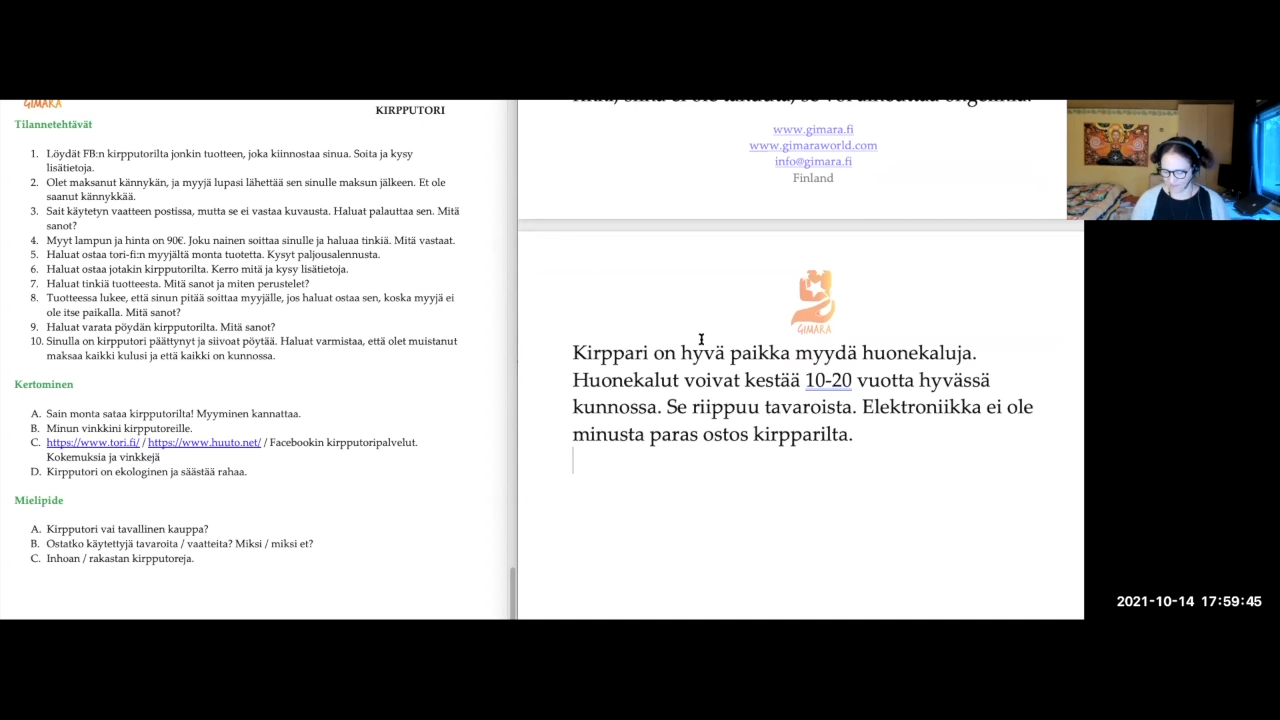 GIMARA
KIRPPUTORI
Tilannetehtävät
1. Löydät FB:n kirpputorilta jonkin tuotteen, joka kiinnostaa sinua. Soita ja kysy
lisätietoja.
2. Olet maksanut kännykän, ja myyjä lupasi lähettää sen sinulle maksun jälkeen. Et ole
saanut kännykkää.
3. Sait käytetyn vaatteen postissa, mutta se ei vastaa kuvausta. Haluat palauttaa sen. Mitä
sanot?
4. Myyt lampun ja hinta on 90€. Joku nainen soittaa sinulle ja haluaa tinkiä. Mitä vastaat.
5. Haluat ostaa tori-fi:n myyjältä monta tuotetta. Kysyt paljousalennusta.
6. Haluat ostaa jotakin kirpputorilta. Kerro mitä ja kysy lisätietoja.
7. Haluat tinkiä tuotteesta. Mitä sanot ja miten perustelet?
8. Tuotteessa lukee, että sinun pitää soittaa myyjälle, jos haluat ostaa sen, koska myyjä ei
ole itse paikalla. Mitä sanot?
9. Haluat varata pöydän kirpputorilta. Mitä sanot?
10. Sinulla on kirpputori päättynyt ja siivoat pöytää. Haluat varmistaa, että olet muistanut
maksaa kaikki kulusi ja että kaikki on kunnossa.
Kertominen
A. Sain monta sataa kirpputorilta! Myyminen kannattaa.
B. Minun vinkkini kirpputoreille.
C. https://www.tori.fi/ / https://www.huuto.net/ / Facebookin kirpputoripalvelut.
Kokemuksia ja vinkkejä
D. Kirpputori on ekologinen ja säästää rahaa.
Mielipide
A. Kirpputori vai tavallinen kauppa?
B. Ostatko käytettyjä tavaroita / vaatteita? Miksi / miksi et?
C. Inhoan / rakastan kirpputoreja.
www.gimara.fi
www.gimaraworld.com
info@gimara.fi
Finland
GIMARA
Kirppari on hyvä paikka myydä huonekaluja.
Huonekalut voivat kestää 10-20 vuotta hyvässä
kunnossa. Se riippuu tavaroista. Elektroniikka ei ole
minusta paras ostos kirpparilta.
2021-10-14 17:59:45